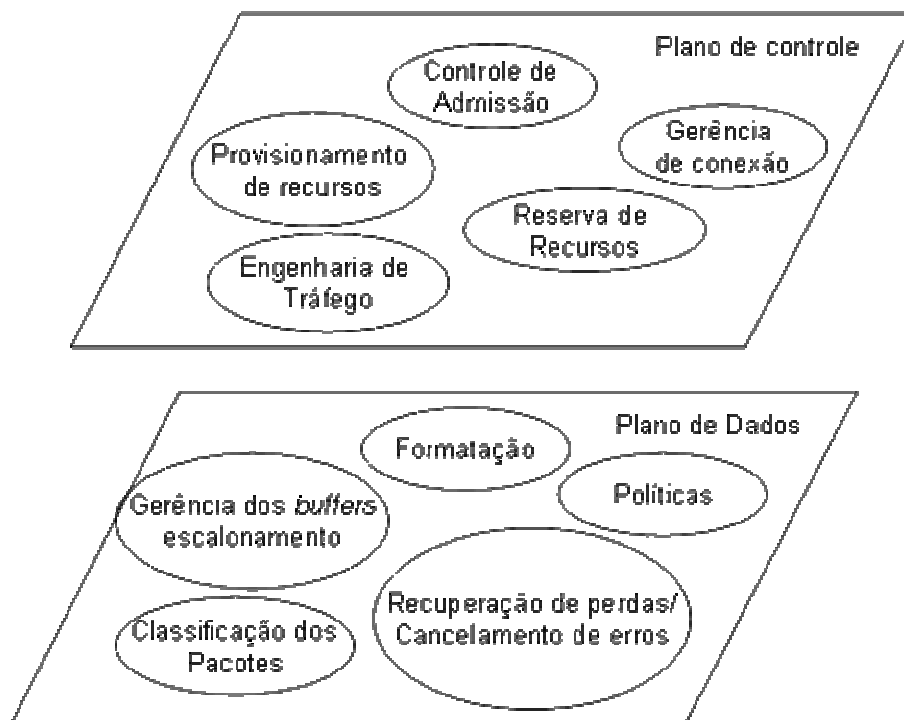 Plano de controle
Controle de
Admissão
Gerência
de conexão
Provisionamento
de recursos
Reserva de
Recursos
Engenharia de
Tráfego
Plano de Dados
Formatação
Políticas
Gerência dos buffers
escalonamento
Recuperação de perdas/
Cancelamento de erros
Classificação dos
Pacotes